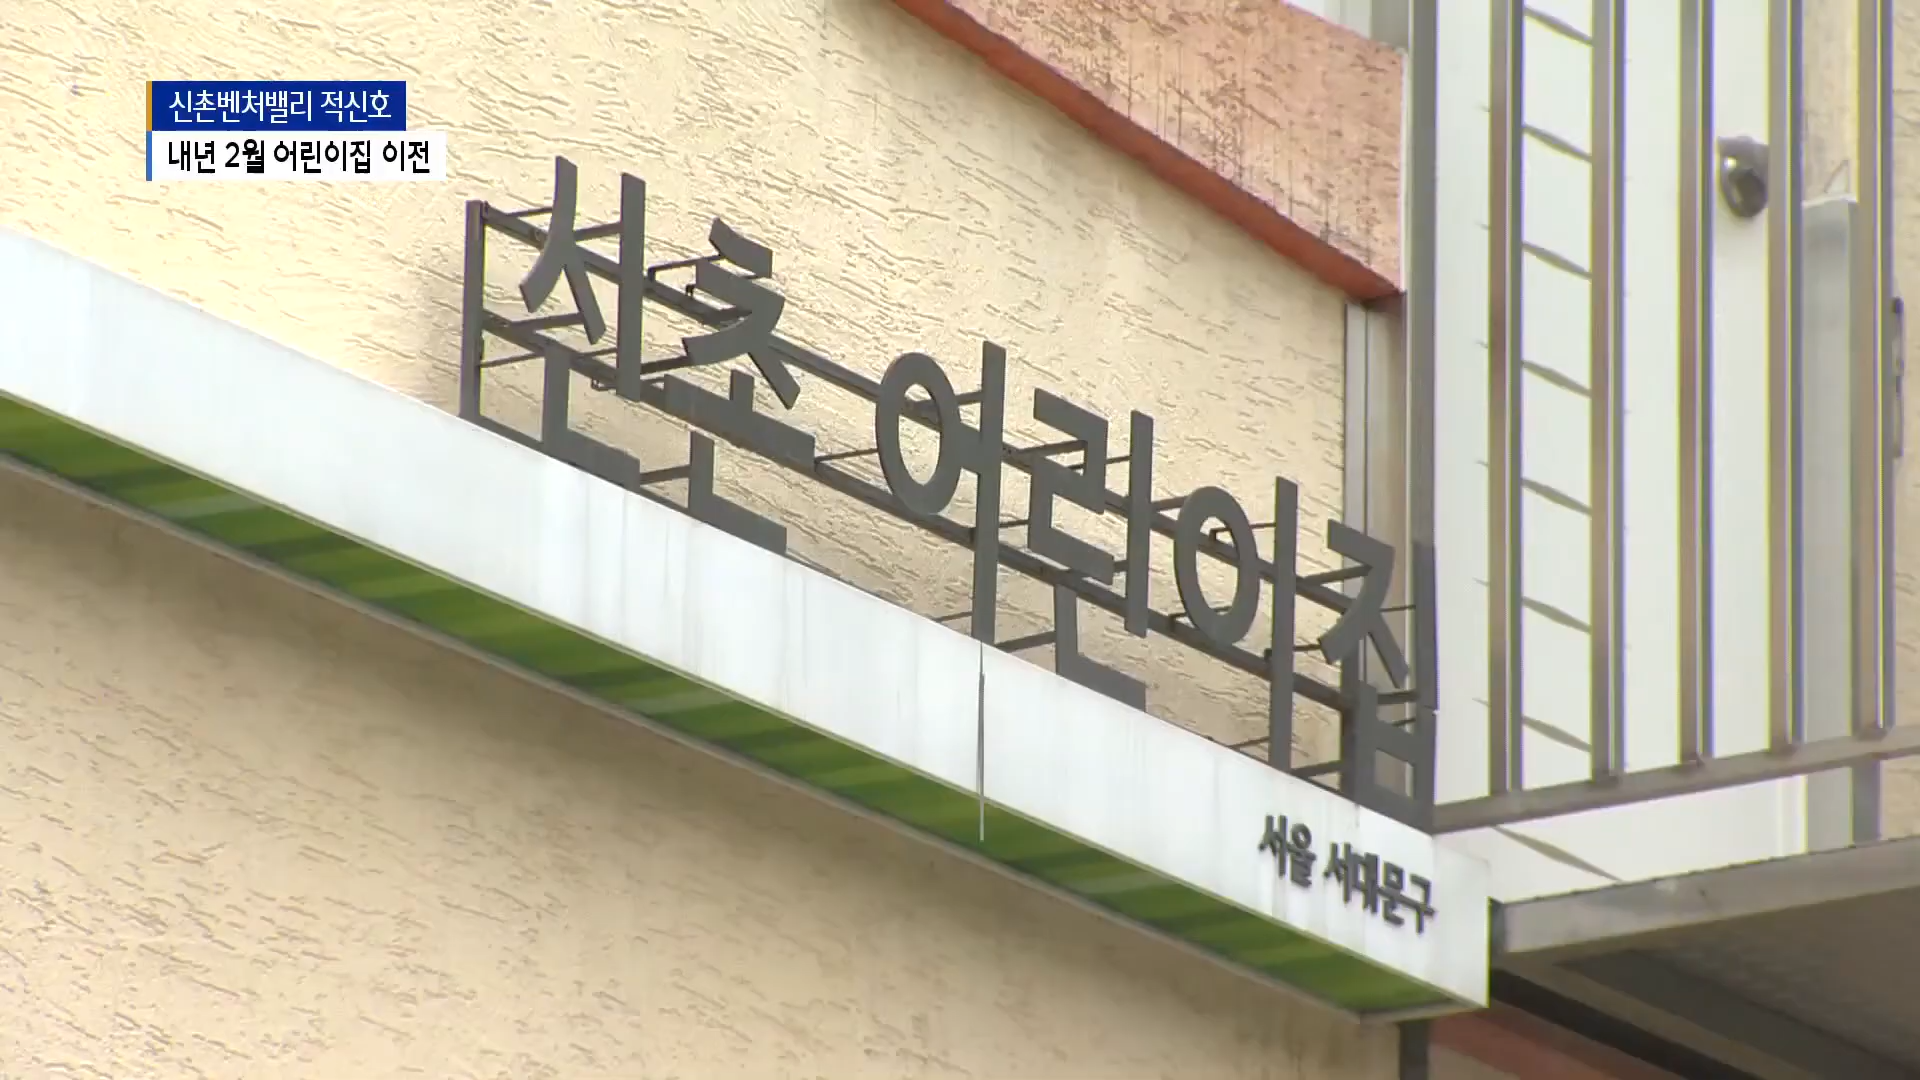 신촌벤처밸리 적신호
내년 2월 어린이집 이전
신촌 어린이집
서울 서대문구